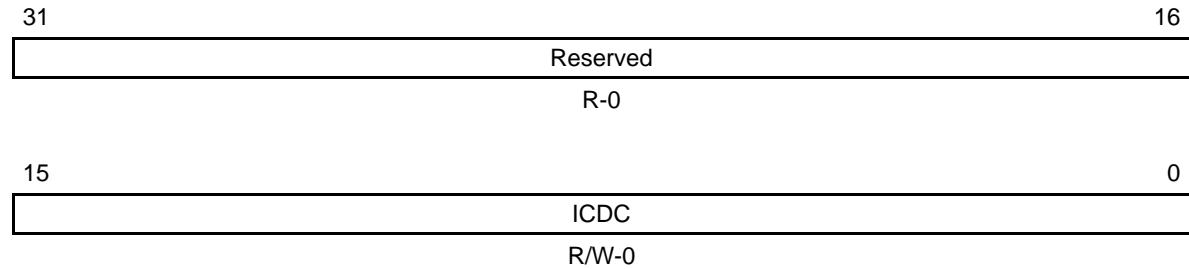 31 16
Reserved
R-0
15 0
ICDC
R/W-0